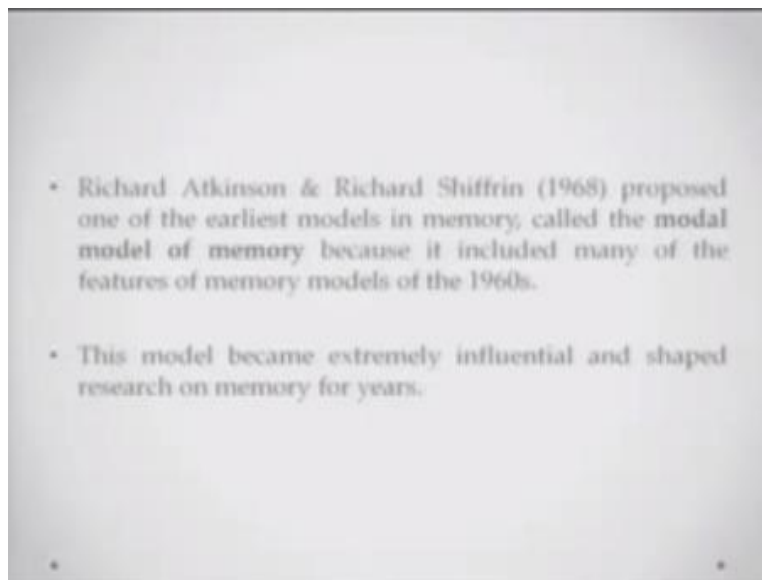 • Richard Atkinson & Richard Shiffrin (1968) proposed
one of the earliest models in memory, called the modal
model of memory because it included many of the
features of memory models of the 1960s.
• This model became extremely influential and shaped
research on memory for years.